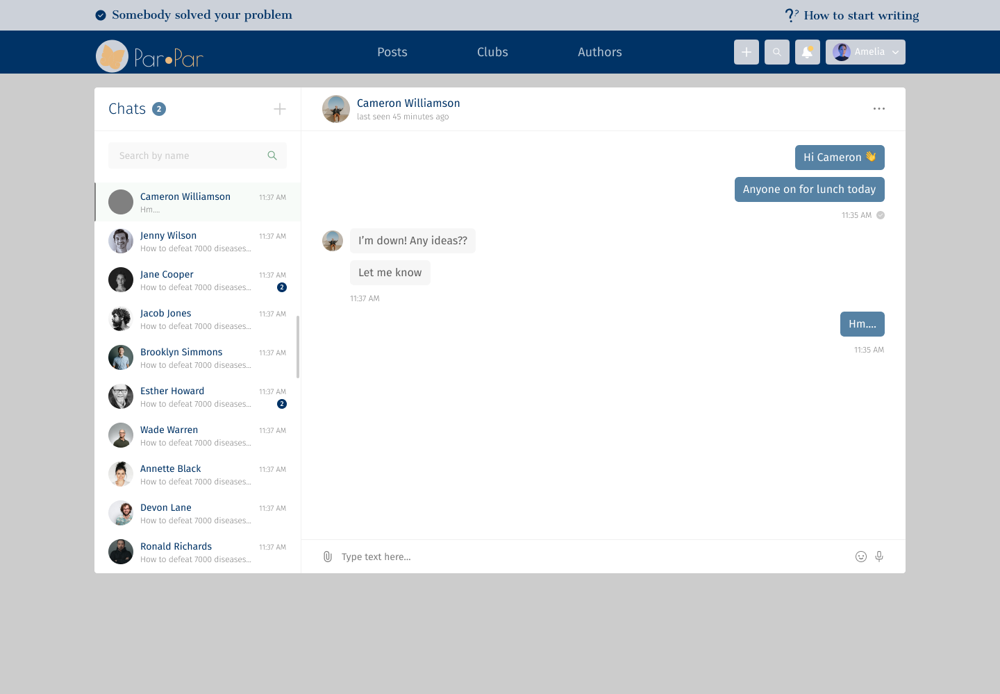 Somebody solved your problem
How to start writing
Par•Par
Posts
Clubs
Authors
Amelia
Chats 2
Search by name
Cameron Williamson 11:37 AM
Hm....
Jenny Wilson 11:37 AM
How to defeat 7000 diseases...
Jane Cooper 11:37 AM
How to defeat 7000 diseases... 2
Jacob Jones 11:37 AM
How to defeat 7000 diseases...
Brooklyn Simmons 11:37 AM
How to defeat 7000 diseases...
Esther Howard 11:37 AM
How to defeat 7000 diseases... 2
Wade Warren 11:37 AM
How to defeat 7000 diseases...
Annette Black 11:37 AM
How to defeat 7000 diseases...
Devon Lane 11:37 AM
How to defeat 7000 diseases...
Ronald Richards 11:37 AM
How to defeat 7000 diseases...
Cameron Williamson
last seen 45 minutes ago
Hi Cameron 👋
Anyone on for lunch today
11:35 AM
I’m down! Any ideas??
Let me know
11:37 AM
Hm....
11:35 AM
Type text here...